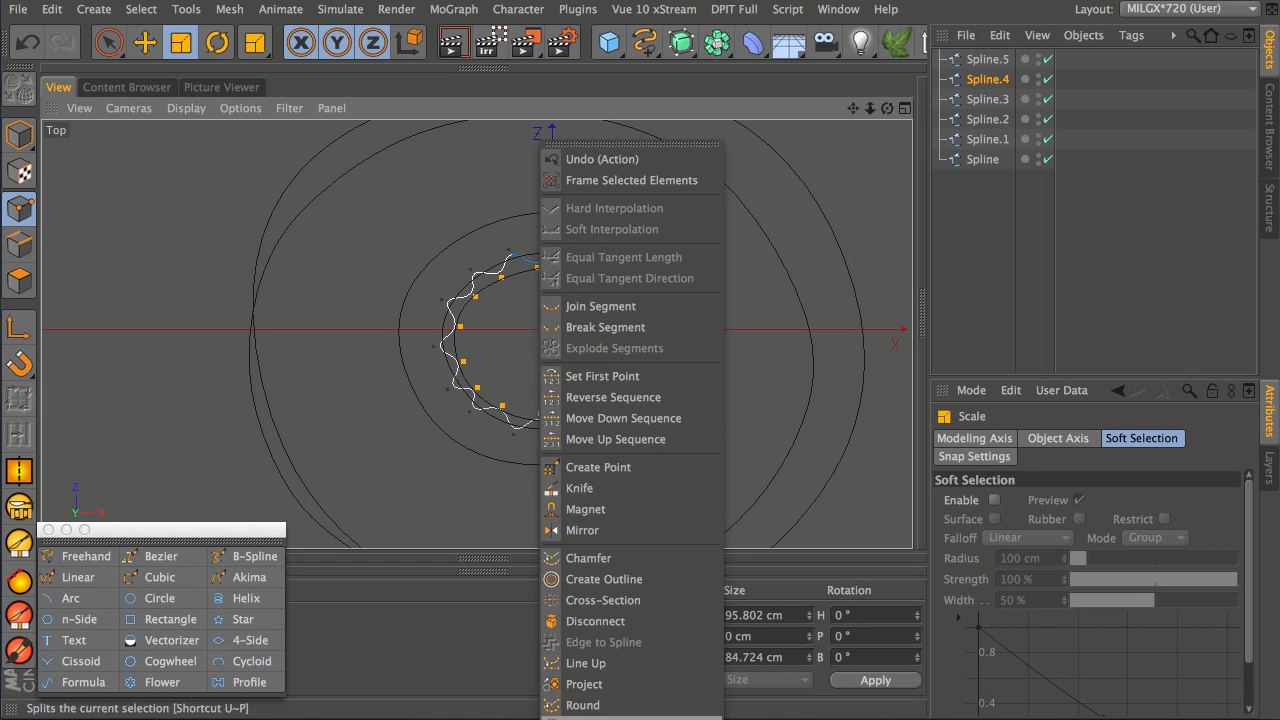 File Edit Create Select Tools Mesh Animate Simulate Render MoGraph Character Plugins Vue 10 xStream DPIT Full Script Window Help Layout: MILGX*720 (User)
X Y Z
File Edit View Objects Tags
View Content Browser Picture Viewer
View Cameras Display Options Filter Panel
Top
Z
X
Z
Y X
Undo (Action)
Frame Selected Elements
Hard Interpolation
Soft Interpolation
Equal Tangent Length
Equal Tangent Direction
Join Segment
Break Segment
Explode Segments
Set First Point
Reverse Sequence
Move Down Sequence
Move Up Sequence
Create Point
Knife
Magnet
Mirror
Chamfer
Create Outline
Cross-Section
Disconnect
Edge to Spline
Line Up
Project
Round
Spline.5
Spline.4
Spline.3
Spline.2
Spline.1
Spline
Objects
Content Browser
Structure
Mode Edit User Data
Scale
Modeling Axis Object Axis Soft Selection
Snap Settings
Soft Selection
Enable Preview
Surface Rubber Restrict
Falloff Linear Mode Group
Radius 100 cm
Strength 100 %
Width 50 %
0.8
0.4
Attributes
Layers
Freehand Bezier B-Spline
Linear Cubic Akima
Arc Circle Helix
n-Side Rectangle Star
Text Vectorizer 4-Side
Cissoid Cogwheel Cycloid
Formula Flower Profile
Size Rotation
95.802 cm H 0 °
0 cm P 0 °
84.724 cm B 0 °
Size Apply
Splits the current selection [Shortcut U~P]